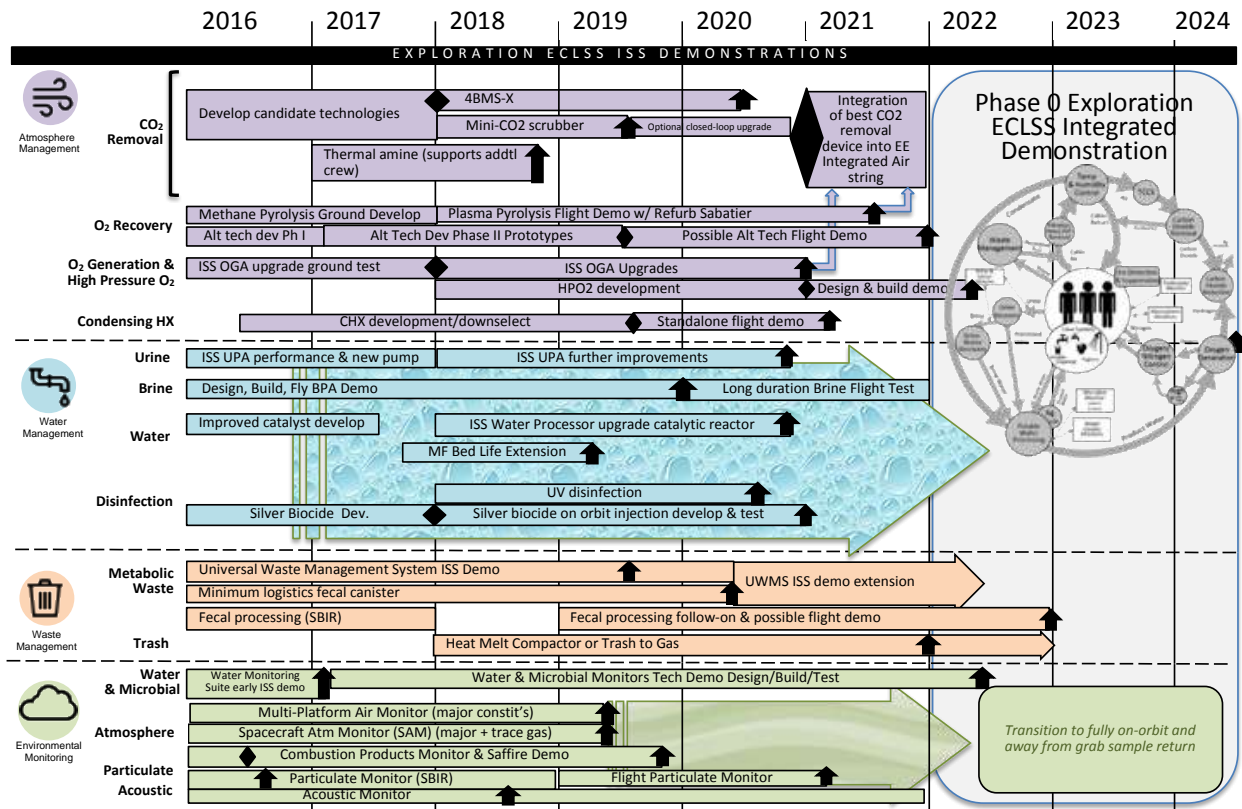 2016 2017 2018 2019 2020 2021 2022 2023 2024
EXPLORATION ECLSS ISS DEMONSTRATIONS
Atmosphere
Management
CO₂
Removal
Develop candidate technologies
4BMS-X
Mini-CO2 scrubber
Optional closed-loop upgrade
Thermal amine (supports addtl
crew)
Integration
of best CO2
removal
device into EE
Integrated Air
string
Phase 0 Exploration
ECLSS Integrated
Demonstration
O₂ Recovery
Methane Pyrolysis Ground Develop
Plasma Pyrolysis Flight Demo w/ Refurb Sabatier
Alt tech dev Ph I
Alt Tech Dev Phase II Prototypes
Possible Alt Tech Flight Demo
O₂ Generation &
High Pressure O₂
ISS OGA upgrade ground test
ISS OGA Upgrades
HPO2 development
Design & build demo
Condensing HX
CHX development/downselect
Standalone flight demo
Water
Management
Urine
ISS UPA performance & new pump
ISS UPA further improvements
Brine
Design, Build, Fly BPA Demo
Long duration Brine Flight Test
Water
Improved catalyst develop
ISS Water Processor upgrade catalytic reactor
MF Bed Life Extension
Disinfection
UV disinfection
Silver Biocide Dev.
Silver biocide on orbit injection develop & test
Waste
Management
Metabolic
Waste
Universal Waste Management System ISS Demo
Minimum logistics fecal canister
UWMS ISS demo extension
Fecal processing (SBIR)
Fecal processing follow-on & possible flight demo
Trash
Heat Melt Compactor or Trash to Gas
Environmental
Monitoring
Water
& Microbial
Water Monitoring
Suite early ISS demo
Water & Microbial Monitors Tech Demo Design/Build/Test
Atmosphere
Multi-Platform Air Monitor (major constit's)
Spacecraft Atm Monitor (SAM) (major + trace gas)
Combustion Products Monitor & Saffire Demo
Particulate
Particulate Monitor (SBIR)
Flight Particulate Monitor
Acoustic
Acoustic Monitor
Transition to fully on-orbit and
away from grab sample return
Product Water